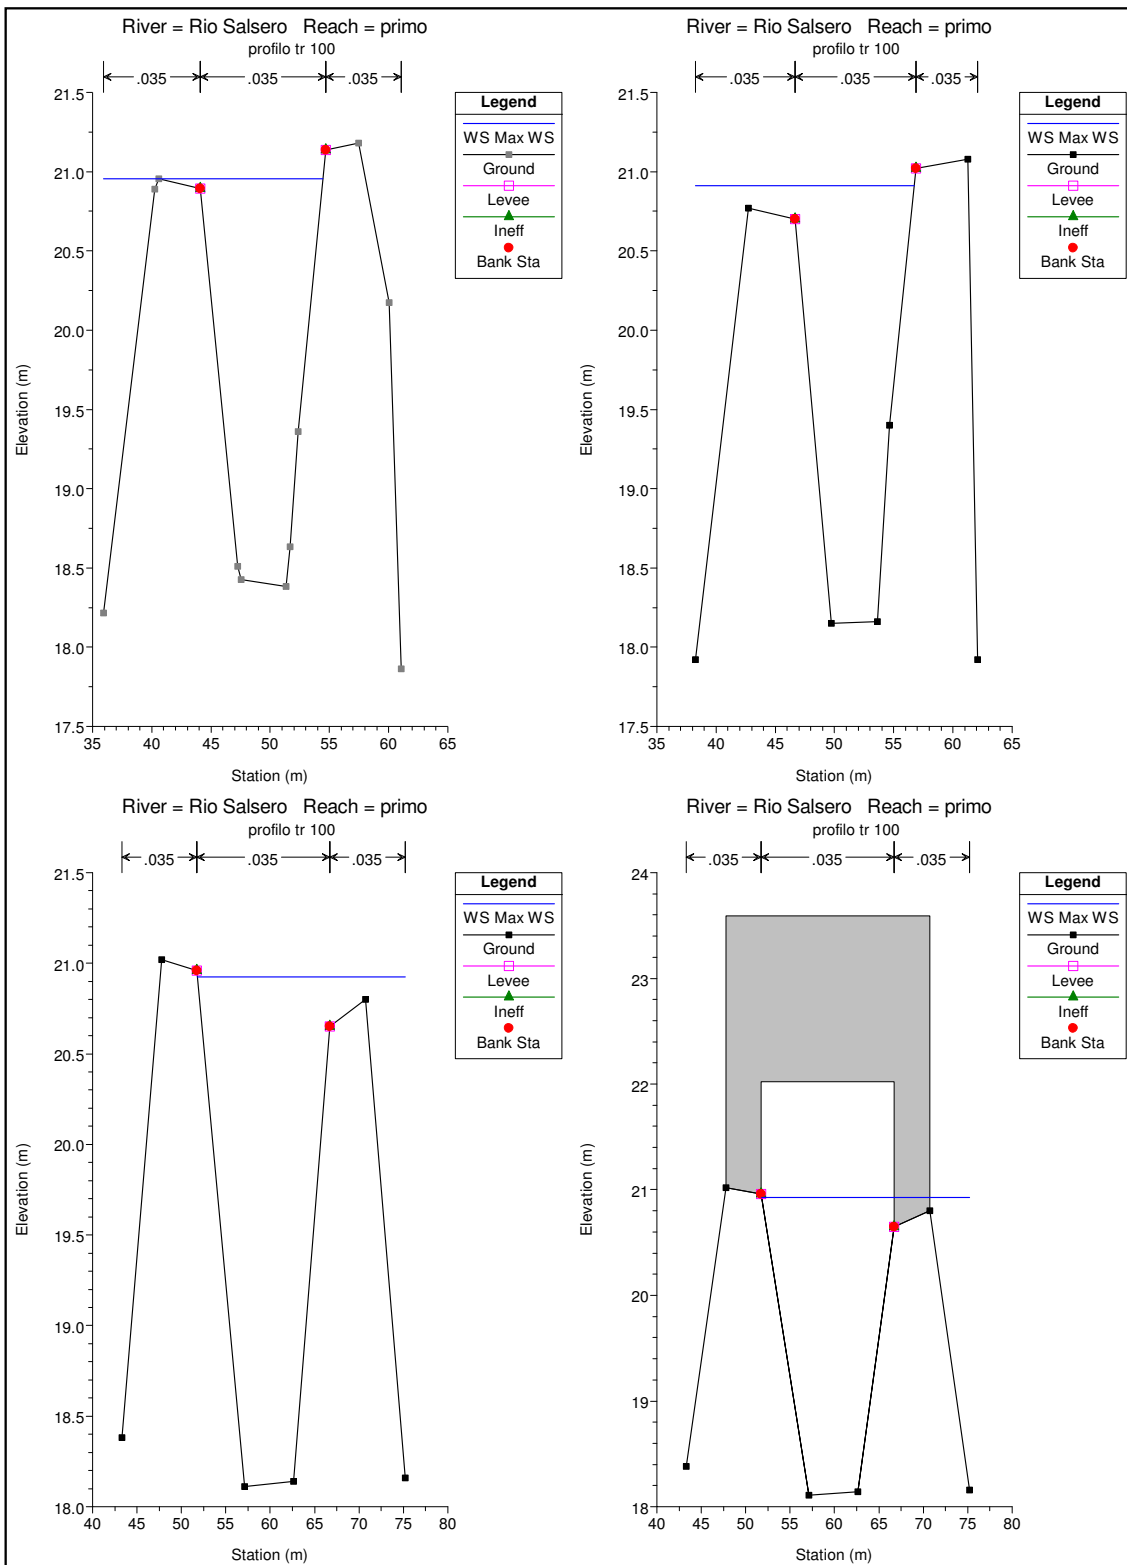 River = Rio Salsero   Reach = primo
profilo tr 100
.035 .035 .035
21.5
21.0
20.5
20.0
19.5
19.0
18.5
18.0
17.5
Elevation (m)
35 40 45 50 55 60 65
Station (m)
Legend
WS Max WS
Ground
Levee
Ineff
Bank Sta
River = Rio Salsero   Reach = primo
profilo tr 100
.035 .035 .035
21.5
21.0
20.5
20.0
19.5
19.0
18.5
18.0
17.5
Elevation (m)
35 40 45 50 55 60 65
Station (m)
Legend
WS Max WS
Ground
Levee
Ineff
Bank Sta
River = Rio Salsero   Reach = primo
profilo tr 100
.035 .035 .035
21.5
21.0
20.5
20.0
19.5
19.0
18.5
18.0
Elevation (m)
40 45 50 55 60 65 70 75 80
Station (m)
Legend
WS Max WS
Ground
Levee
Ineff
Bank Sta
River = Rio Salsero   Reach = primo
profilo tr 100
.035 .035 .035
24
23
22
21
20
19
18
Elevation (m)
40 45 50 55 60 65 70 75 80
Station (m)
Legend
WS Max WS
Ground
Levee
Ineff
Bank Sta